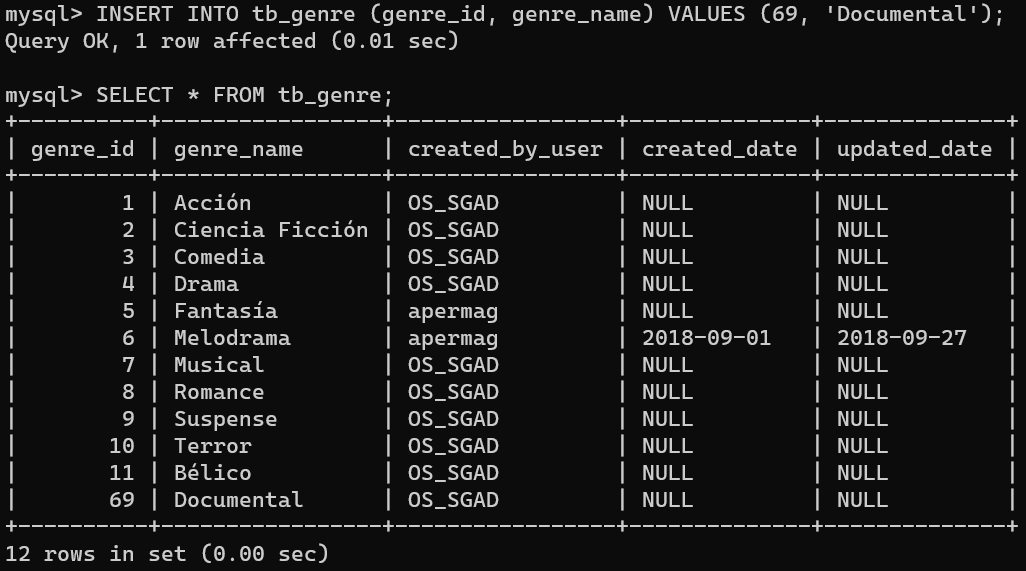 mysql> INSERT INTO tb_genre (genre_id, genre_name) VALUES (69, 'Documental');
Query OK, 1 row affected (0.01 sec)

mysql> SELECT * FROM tb_genre;
+----------+-----------------+-----------------+--------------+--------------+
| genre_id | genre_name      | created_by_user | created_date | updated_date |
+----------+-----------------+-----------------+--------------+--------------+
|        1 | Acción          | OS_SGAD         | NULL         | NULL         |
|        2 | Ciencia Ficción | OS_SGAD         | NULL         | NULL         |
|        3 | Comedia         | OS_SGAD         | NULL         | NULL         |
|        4 | Drama           | OS_SGAD         | NULL         | NULL         |
|        5 | Fantasía        | apermag         | NULL         | NULL         |
|        6 | Melodrama       | apermag         | 2018-09-01   | 2018-09-27   |
|        7 | Musical         | OS_SGAD         | NULL         | NULL         |
|        8 | Romance         | OS_SGAD         | NULL         | NULL         |
|        9 | Suspense        | OS_SGAD         | NULL         | NULL         |
|       10 | Terror          | OS_SGAD         | NULL         | NULL         |
|       11 | Bélico          | OS_SGAD         | NULL         | NULL         |
|       69 | Documental      | OS_SGAD         | NULL         | NULL         |
+----------+-----------------+-----------------+--------------+--------------+
12 rows in set (0.00 sec)